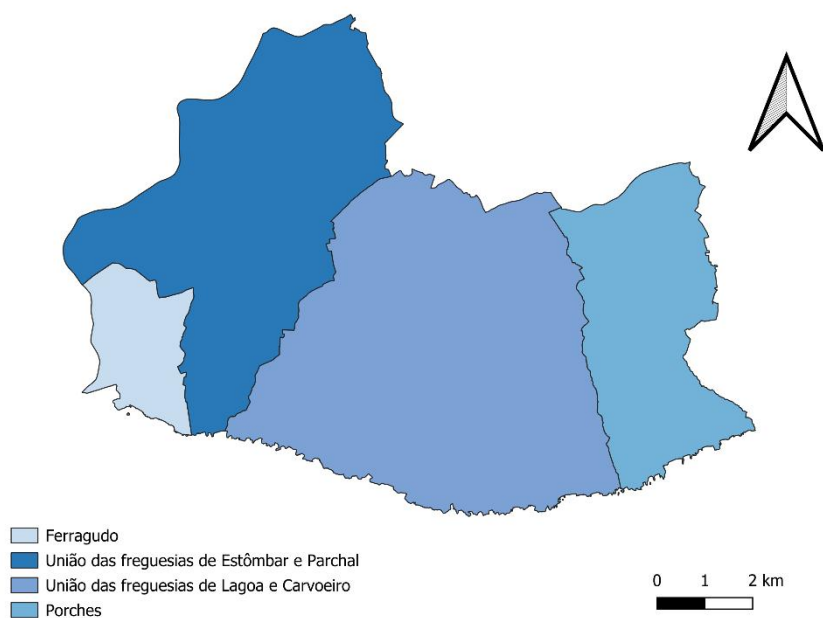 Ferragudo
União das freguesias de Estômbar e Parchal
União das freguesias de Lagoa e Carvoeiro
Porches
0 1 2 km